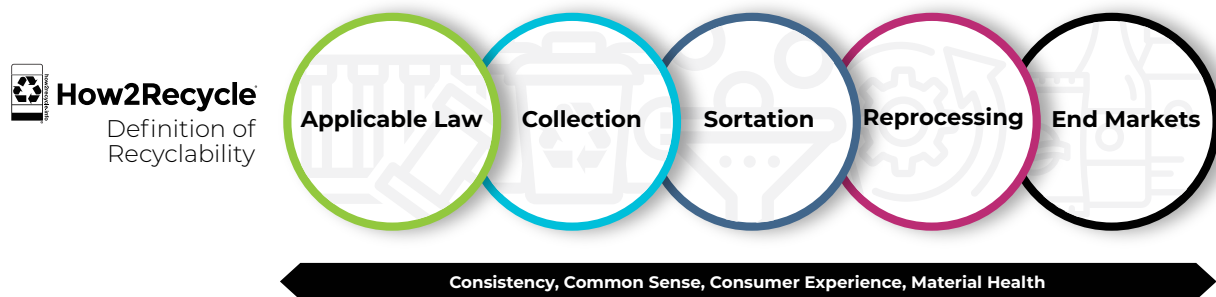 How2Recycle
Definition of
Recyclability
Applicable Law
Collection
Sortation
Reprocessing
End Markets
Consistency, Common Sense, Consumer Experience, Material Health